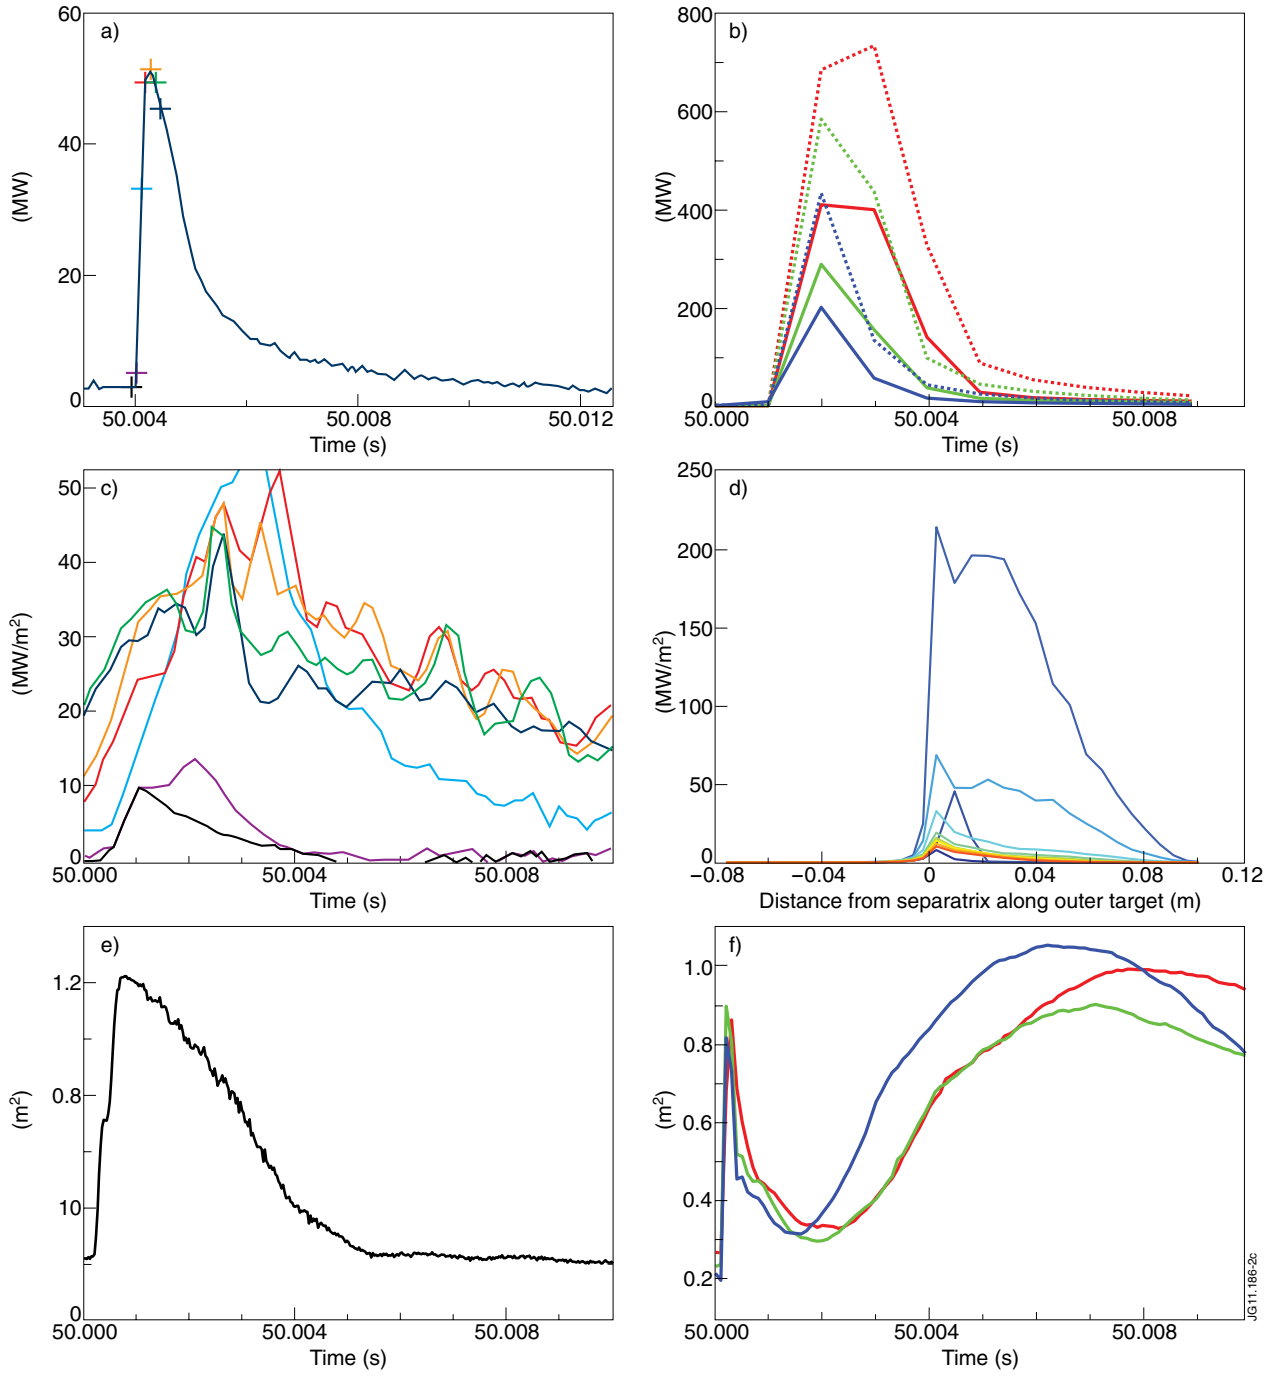 a)
60
40
20
0
(MW)
50.004
50.008
50.012
Time (s)
b)
800
600
400
200
0
(MW)
50.000
50.004
50.008
Time (s)
c)
50
40
30
20
10
0
(MW/m²)
50.000
50.004
50.008
Time (s)
d)
250
200
150
100
50
0
(MW/m²)
−0.08
−0.04
0
0.04
0.08
0.12
Distance from separatrix along outer target (m)
e)
1.2
0.8
10
0
(m²)
50.000
50.004
50.008
Time (s)
f)
1.0
0.8
0.6
0.4
0.2
(m²)
50.000
50.004
50.008
Time (s)
JG11.186-2c